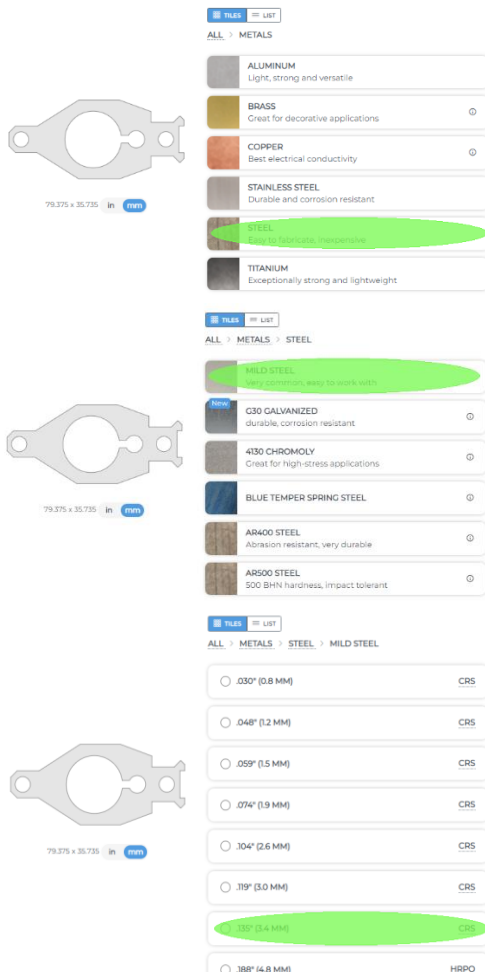 TILES LIST
ALL > METALS
ALUMINUM
Light, strong and versatile
BRASS
Great for decorative applications
COPPER
Best electrical conductivity
STAINLESS STEEL
Durable and corrosion resistant
STEEL
Easy to fabricate, inexpensive
TITANIUM
Exceptionally strong and lightweight
79.375 x 35.735 in mm
TILES LIST
ALL > METALS > STEEL
MILD STEEL
Very common, easy to work with
New
G30 GALVANIZED
durable, corrosion resistant
4130 CHROMOLY
Great for high-stress applications
BLUE TEMPER SPRING STEEL
AR400 STEEL
Abrasion resistant, very durable
AR500 STEEL
500 BHN hardness, impact tolerant
79.375 x 35.735 in mm
TILES LIST
ALL > METALS > STEEL > MILD STEEL
.030" (0.8 MM) CRS
.048" (1.2 MM) CRS
.059" (1.5 MM) CRS
.074" (1.9 MM) CRS
.104" (2.6 MM) CRS
.119" (3.0 MM) CRS
.135" (3.4 MM) CRS
.188" (4.8 MM) HRPO
79.375 x 35.735 in mm